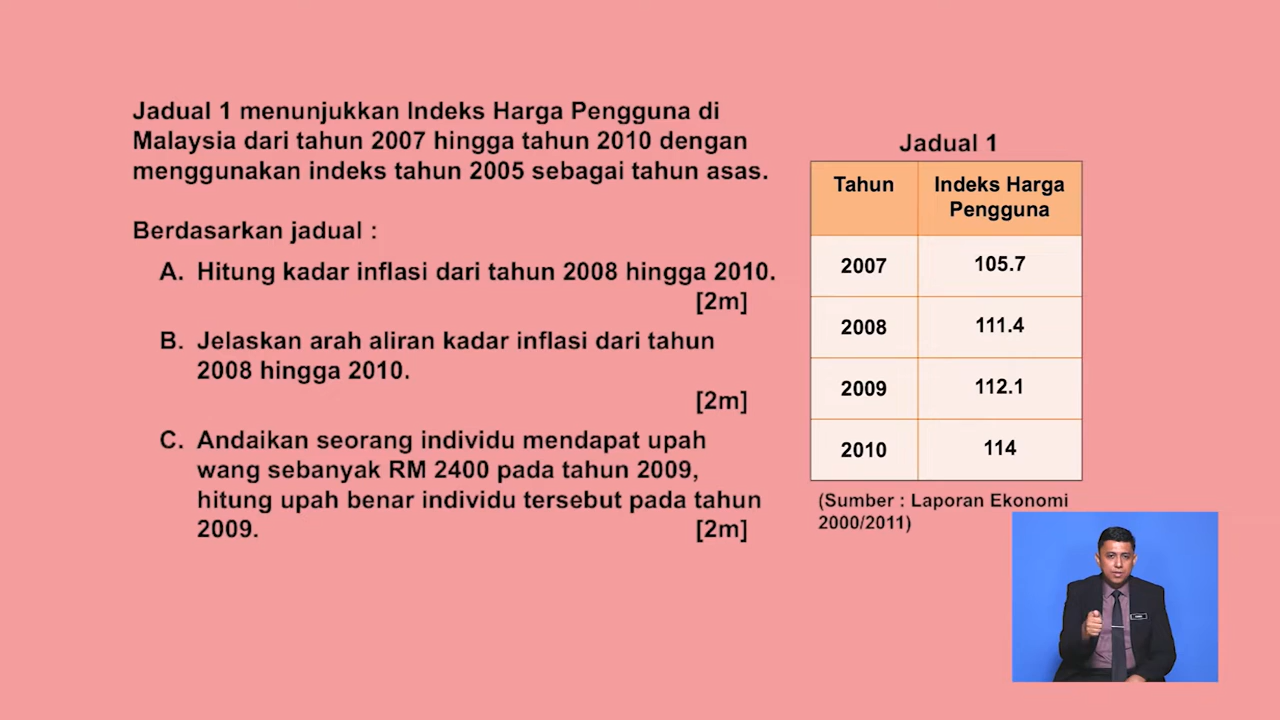 Jadual 1 menunjukkan Indeks Harga Pengguna di
Malaysia dari tahun 2007 hingga tahun 2010 dengan
menggunakan indeks tahun 2005 sebagai tahun asas.
Berdasarkan jadual :
A. Hitung kadar inflasi dari tahun 2008 hingga 2010.
[2m]
B. Jelaskan arah aliran kadar inflasi dari tahun
2008 hingga 2010.
[2m]
C. Andaikan seorang individu mendapat upah
wang sebanyak RM 2400 pada tahun 2009,
hitung upah benar individu tersebut pada tahun
2009. [2m]
Jadual 1
Tahun Indeks Harga
Pengguna
2007 105.7
2008 111.4
2009 112.1
2010 114
(Sumber : Laporan Ekonomi
2000/2011)